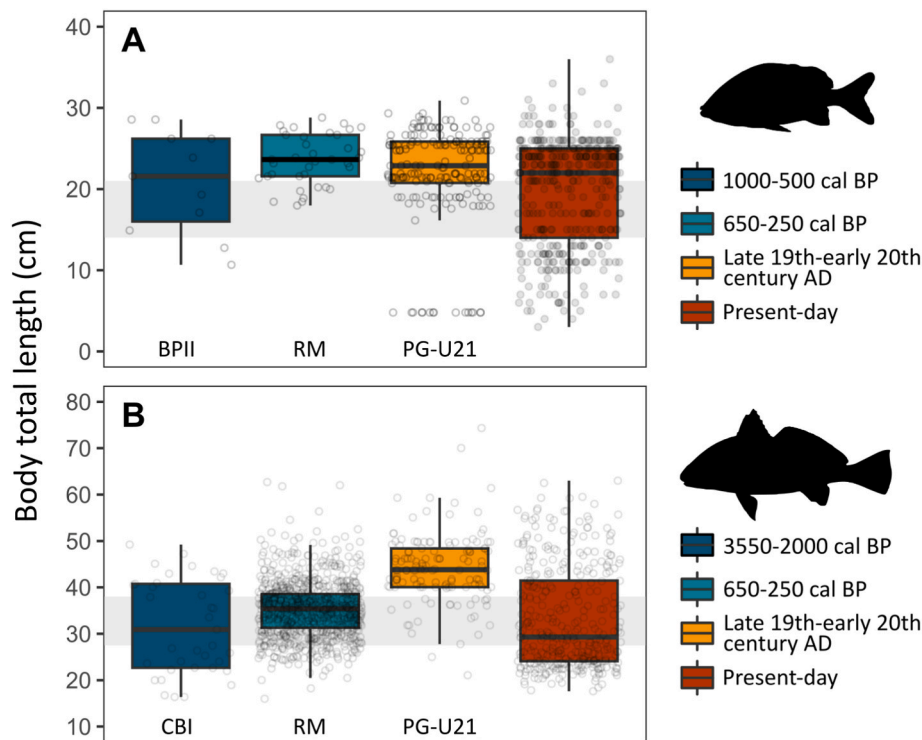 Body total length (cm)
A
40
30
20
10
0
BPII RM PG-U21
1000-500 cal BP
650-250 cal BP
Late 19th-early 20th
century AD
Present-day
B
80
70
60
50
40
30
20
10
CBI RM PG-U21
3550-2000 cal BP
650-250 cal BP
Late 19th-early 20th
century AD
Present-day